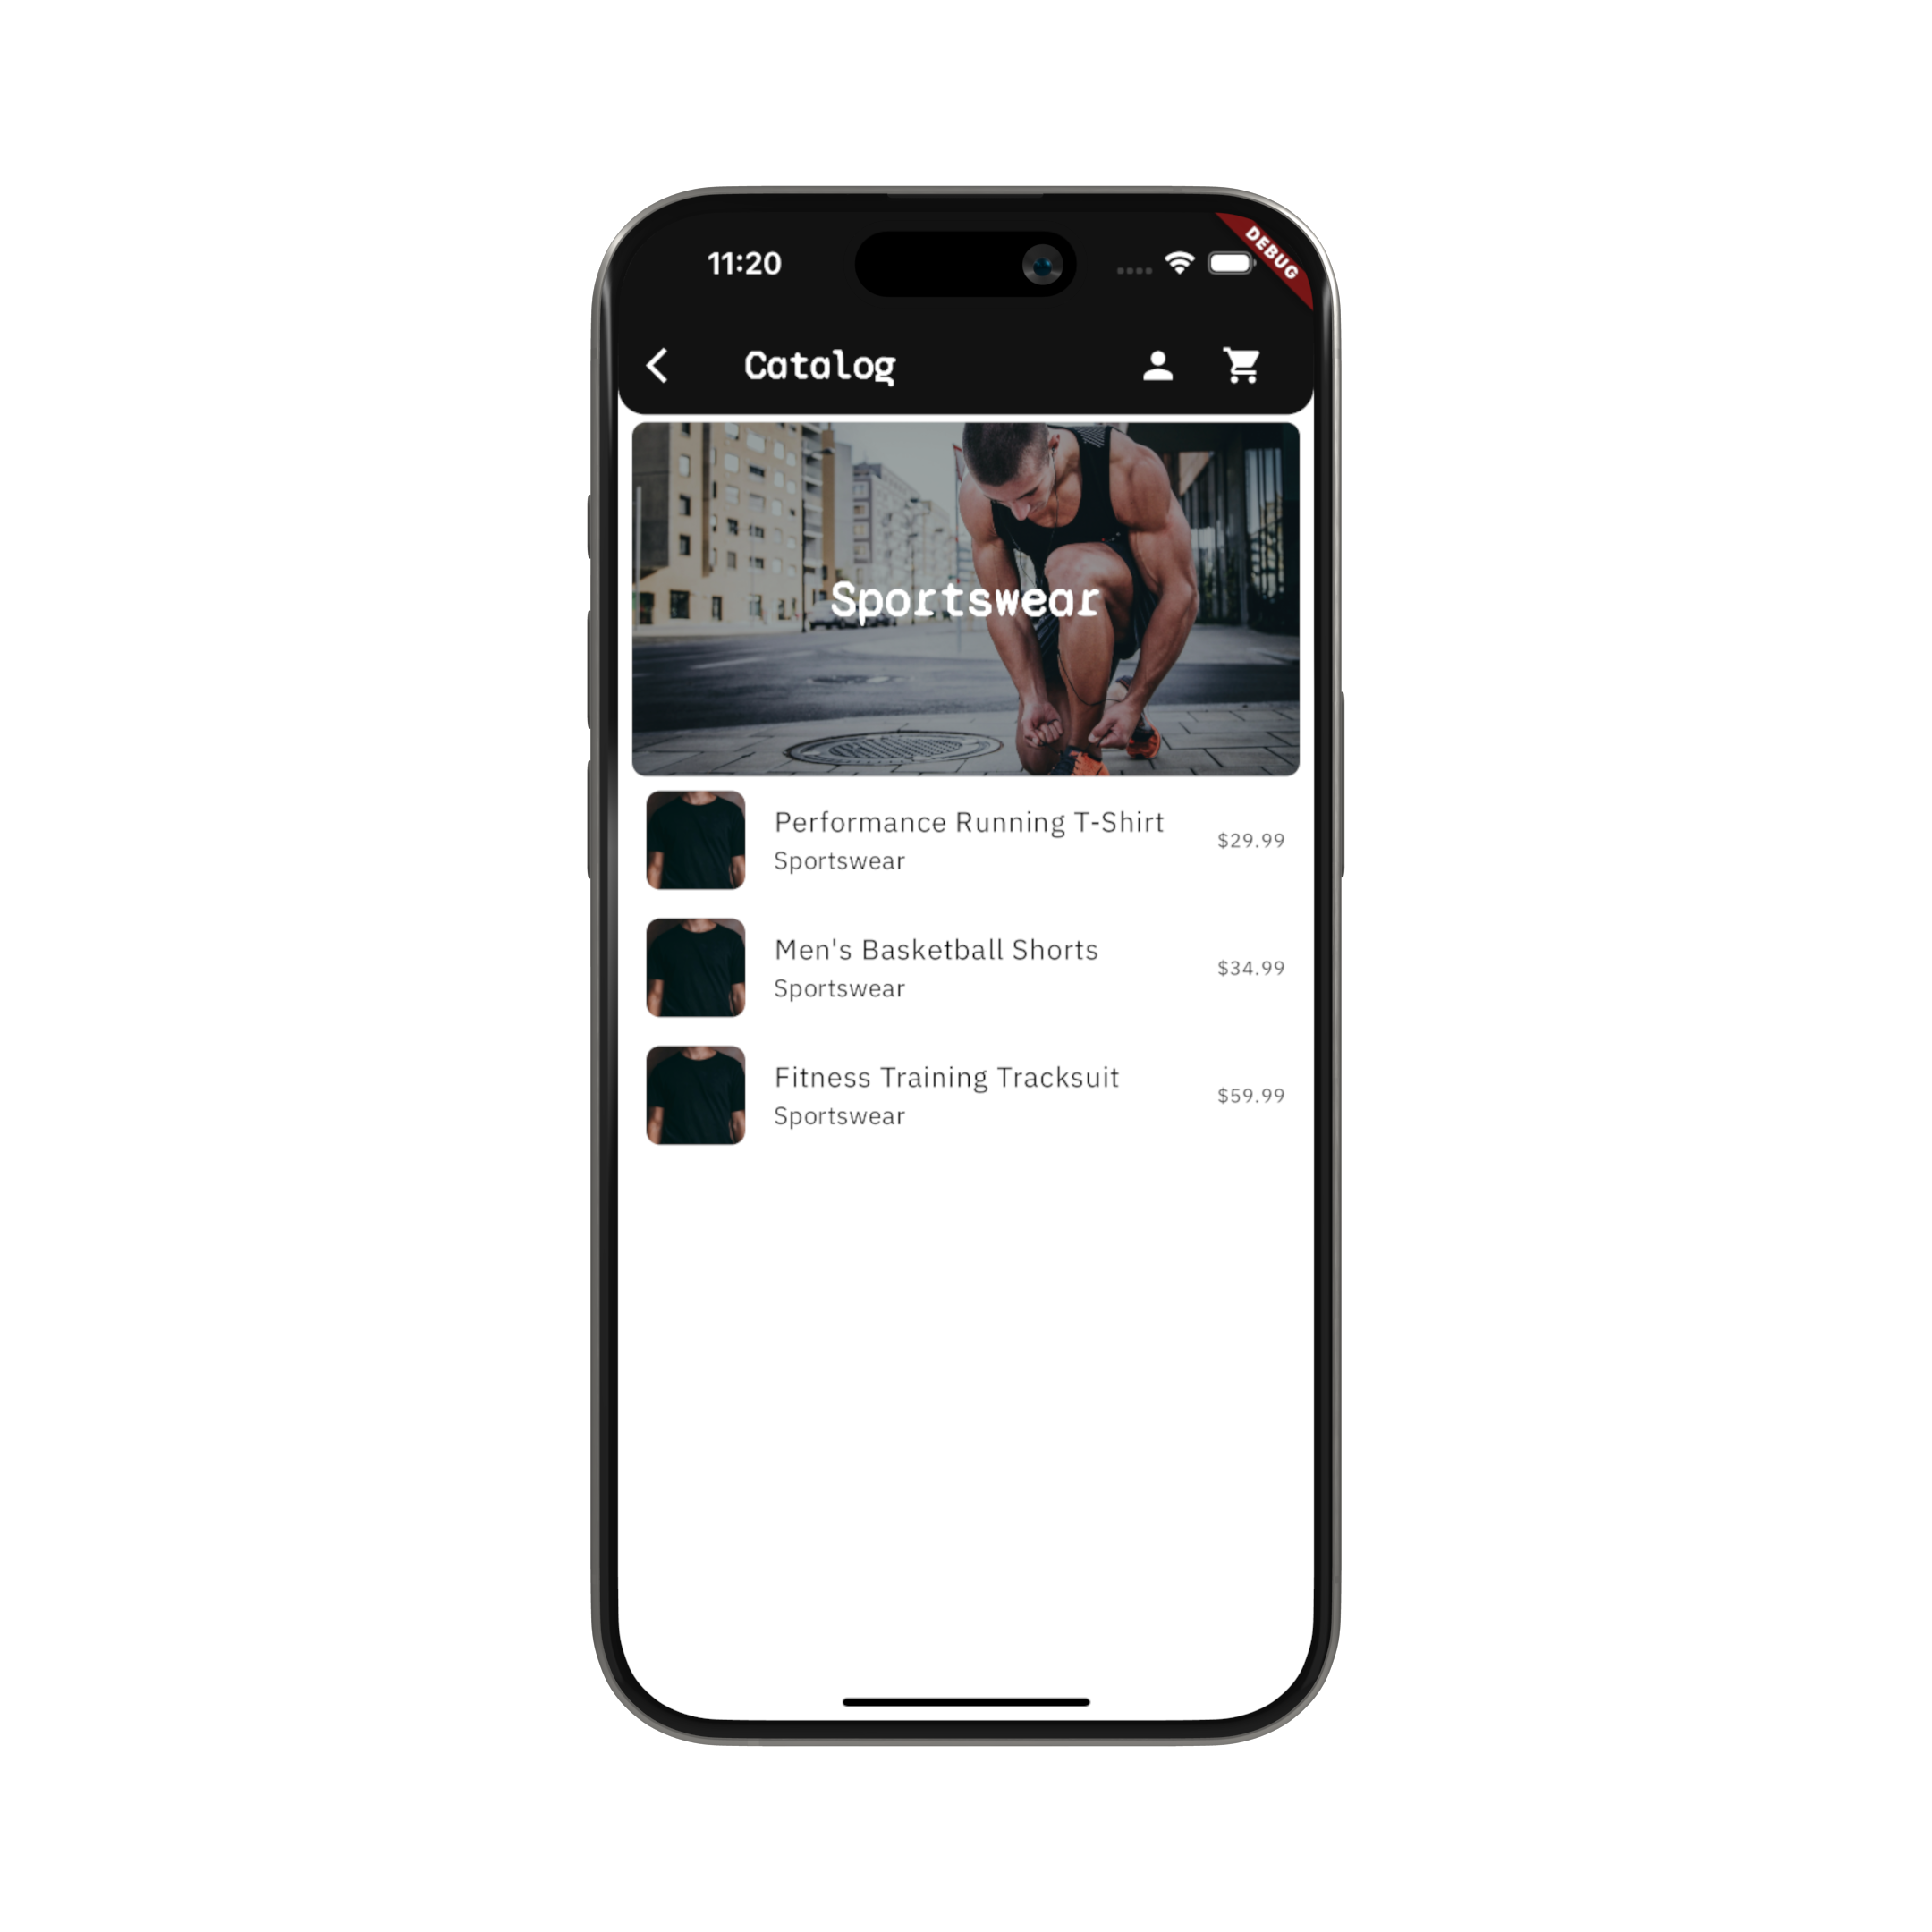 11:20
DEBUG
Catalog
Sportswear
Performance Running T-Shirt
Sportswear
$29.99
Men's Basketball Shorts
Sportswear
$34.99
Fitness Training Tracksuit
Sportswear
$59.99